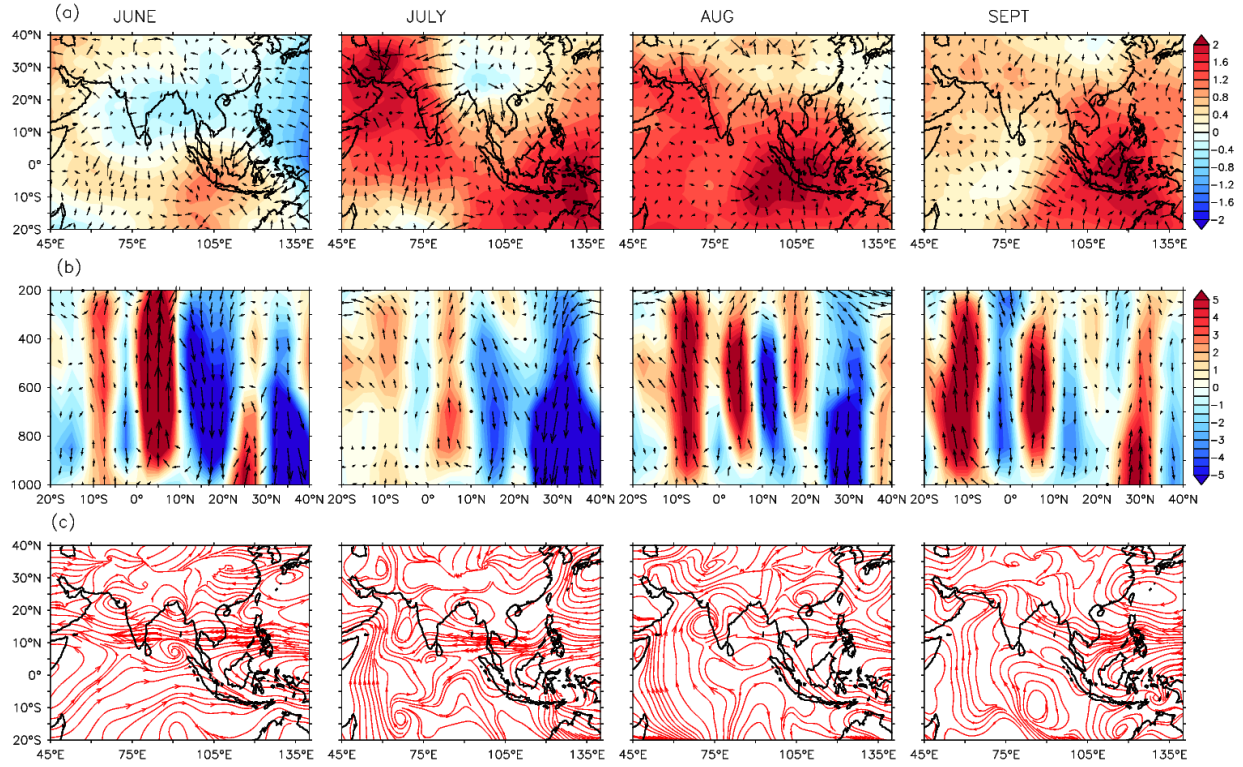 (a) JUNE JULY AUG SEPT
40°N
30°N
20°N
10°N
0°
10°S
20°S
45°E 75°E 105°E 135°E 45°E 75°E 105°E 135°E 45°E 75°E 105°E 135°E 45°E 75°E 105°E 135°E
2
1.6
1.2
0.8
0.4
0
−0.4
−0.8
−1.2
−1.6
−2
(b)
200
400
600
800
1000
20°S 10°S 0° 10°N 20°N 30°N 40°N 20°S 10°S 0° 10°N 20°N 30°N 40°N 20°S 10°S 0° 10°N 20°N 30°N 40°N 20°S 10°S 0° 10°N 20°N 30°N 40°N
5
4
3
2
1
0
−1
−2
−3
−4
−5
(c)
40°N
30°N
20°N
10°N
0°
10°S
20°S
45°E 75°E 105°E 135°E 45°E 75°E 105°E 135°E 45°E 75°E 105°E 135°E 45°E 75°E 105°E 135°E